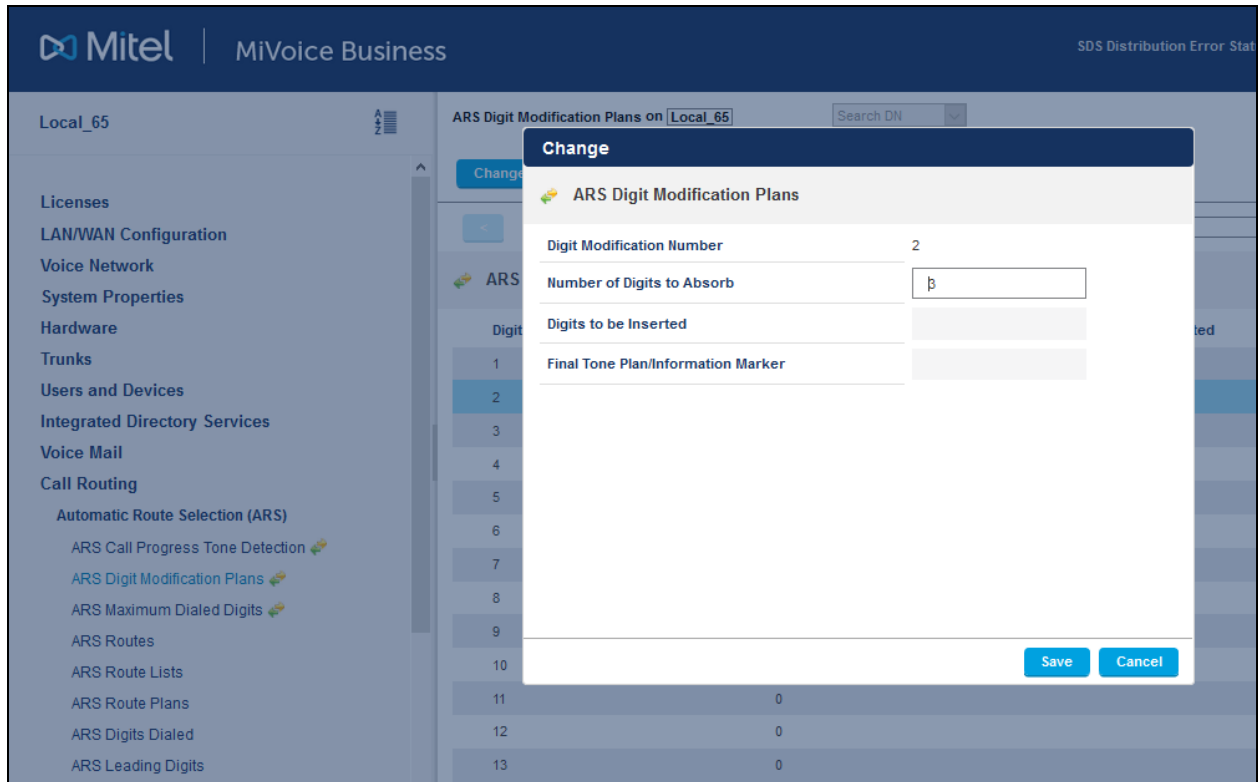 Mitel | MiVoice Business
SDS Distribution Error Stat
Local_65
ARS Digit Modification Plans on Local_65
Search DN
Change
<
Licenses
LAN/WAN Configuration
Voice Network
System Properties
Hardware
Trunks
Users and Devices
Integrated Directory Services
Voice Mail
Call Routing
Automatic Route Selection (ARS)
ARS Call Progress Tone Detection
ARS Digit Modification Plans
ARS Maximum Dialed Digits
ARS Routes
ARS Route Lists
ARS Route Plans
ARS Digits Dialed
ARS Leading Digits
ARS
Digit
ted
1
2
3
4
5
6
7
8
9
10
11 0
12 0
13 0
Change
ARS Digit Modification Plans
Digit Modification Number 2
Number of Digits to Absorb 3
Digits to be Inserted
Final Tone Plan/Information Marker
Save Cancel